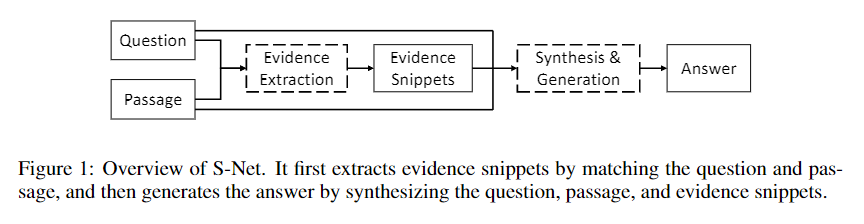 Question
Passage
Evidence
Extraction
Evidence
Snippets
Synthesis &
Generation
Answer
Figure 1: Overview of S-Net. It first extracts evidence snippets by matching the question and pas-
sage, and then generates the answer by synthesizing the question, passage, and evidence snippets.